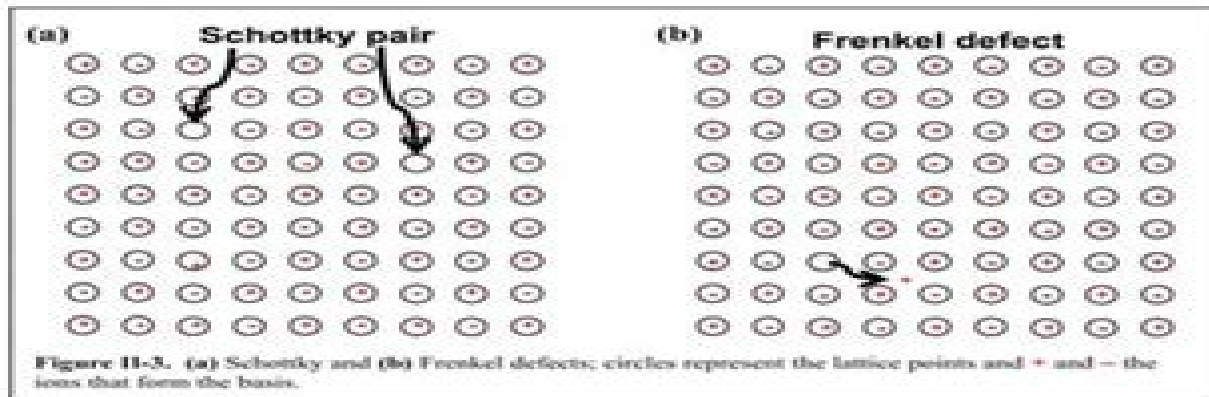 (a)
Schottky pair
(b)
Frenkel defect
Figure II-3. (a) Schottky and (b) Frenkel defects; circles represent the lattice points and + and − the
ions that form the basis.